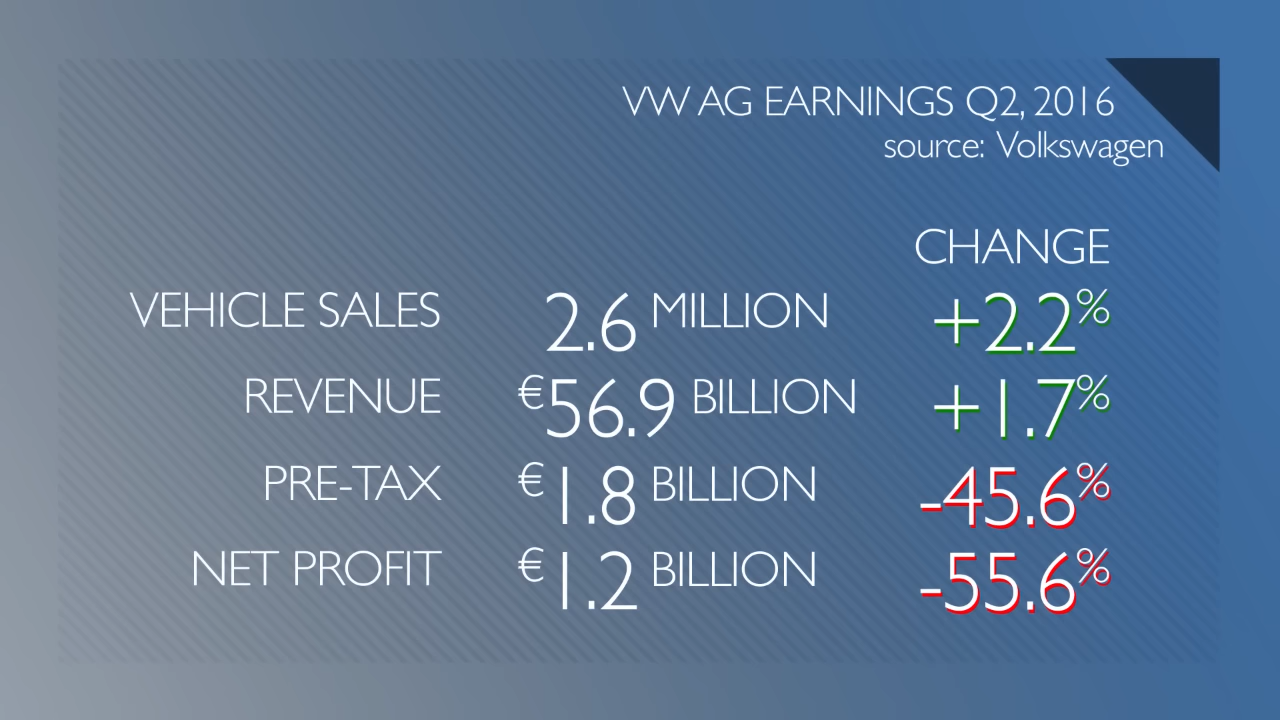 VW AG EARNINGS Q2, 2016
source: Volkswagen
CHANGE
VEHICLE SALES 2.6 MILLION +2.2%
REVENUE €56.9 BILLION +1.7%
PRE-TAX €1.8 BILLION -45.6%
NET PROFIT €1.2 BILLION -55.6%